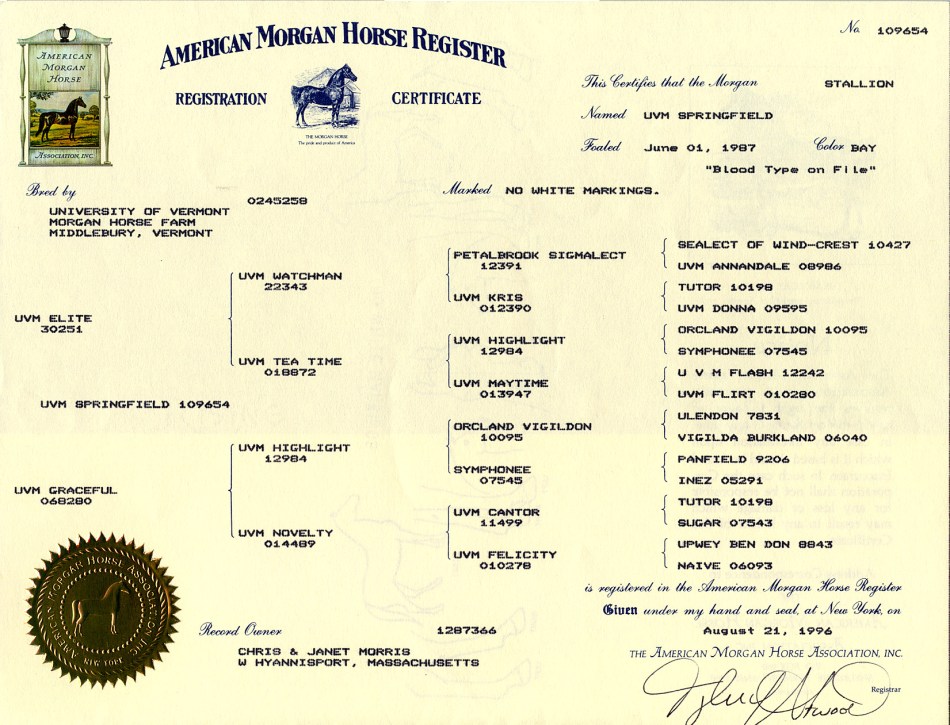 AMERICAN
MORGAN
HORSE
ASSOCIATION, INC.
AMERICAN MORGAN HORSE REGISTER
REGISTRATION CERTIFICATE
THE MORGAN HORSE
The pride and product of America
No. 109654
This Certifies that the Morgan STALLION
Named UVM SPRINGFIELD
Foaled June 01, 1987 Color BAY
"Blood Type on File"
Bred by 0245258
UNIVERSITY OF VERMONT
MORGAN HORSE FARM
MIDDLEBURY, VERMONT
Marked NO WHITE MARKINGS.
UVM ELITE
30251
UVM SPRINGFIELD 109654
UVM GRACEFUL
068280
UVM WATCHMAN
22343
UVM TEA TIME
018872
UVM HIGHLIGHT
12984
UVM NOVELTY
014489
PETALBROOK SIGMALECT
12391
UVM KRIS
012390
UVM HIGHLIGHT
12984
UVM MAYTIME
013947
ORCLAND VIGILDON
10095
SYMPHONEE
07545
UVM CANTOR
11499
UVM FELICITY
010278
SEALECT OF WIND-CREST 10427
UVM ANNANDALE 08986
TUTOR 10198
UVM DONNA 09595
ORCLAND VIGILDON 10095
SYMPHONEE 07545
U V M FLASH 12242
UVM FLIRT 010280
ULENDON 7831
VIGILDA BURKLAND 06040
PANFIELD 9206
INEZ 05291
TUTOR 10198
SUGAR 07543
UPWEY BEN DON 8843
NAIVE 06093
is registered in the American Morgan Horse Register
Given under my hand and seal, at New York, on
August 21, 1996
THE AMERICAN MORGAN HORSE ASSOCIATION, INC.
Registrar
Record Owner 1287366
CHRIS & JANET MORRIS
W HYANNISPORT, MASSACHUSETTS
AMERICAN MORGAN HORSE ASSOCIATION INC.
NEW YORK